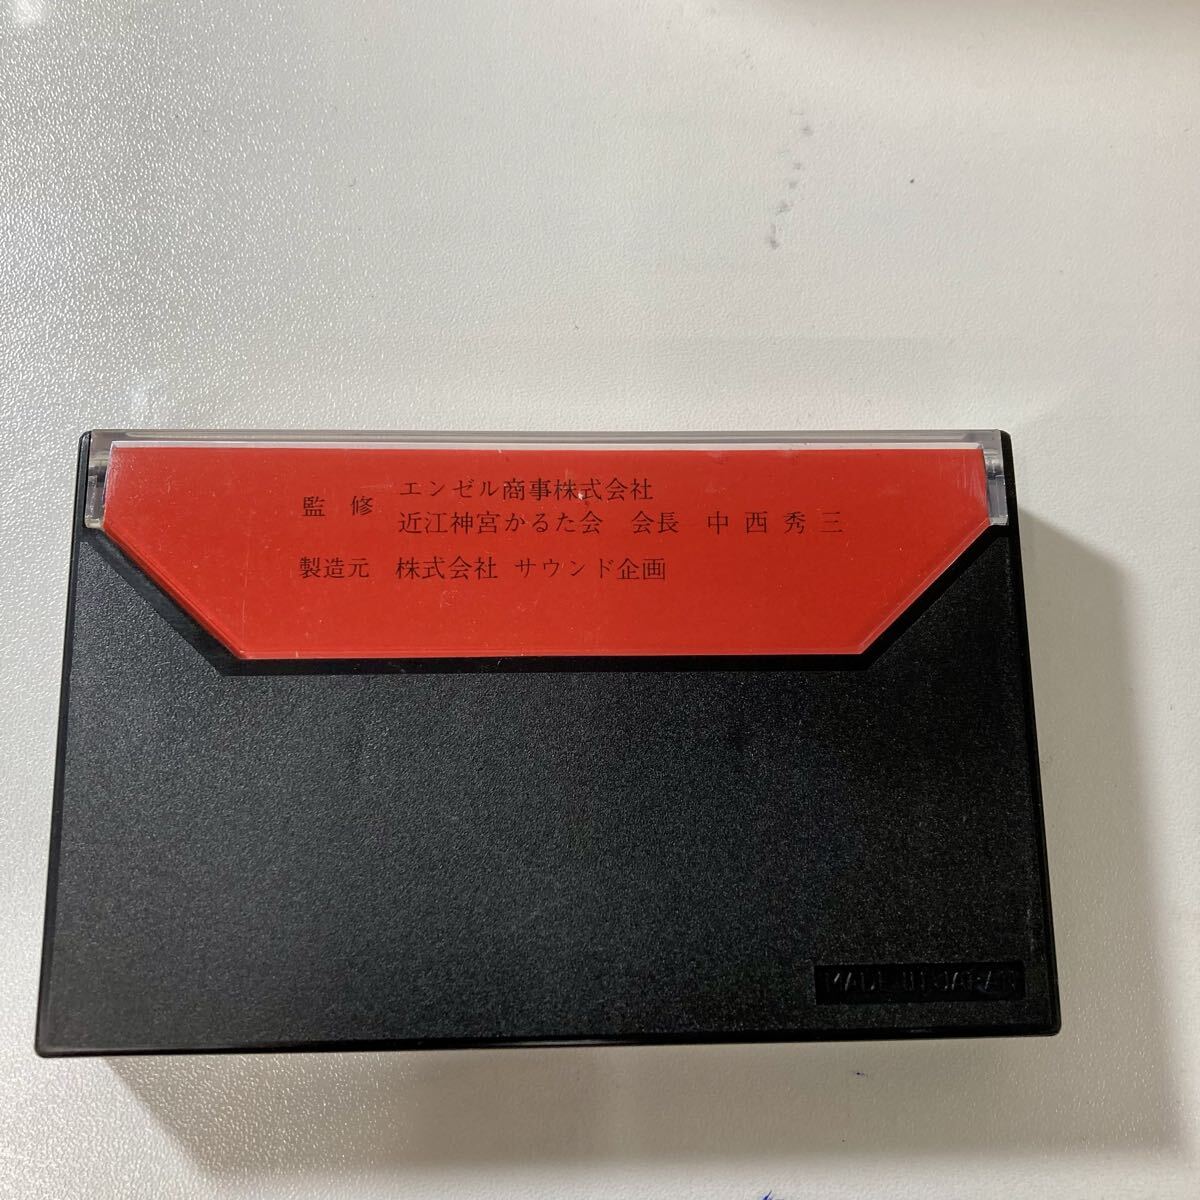 監修 エンゼル商事株式会社
近江神宮かるた会 会長 中西秀三
製造元 株式会社 サウンド企画
MADE IN JAPAN